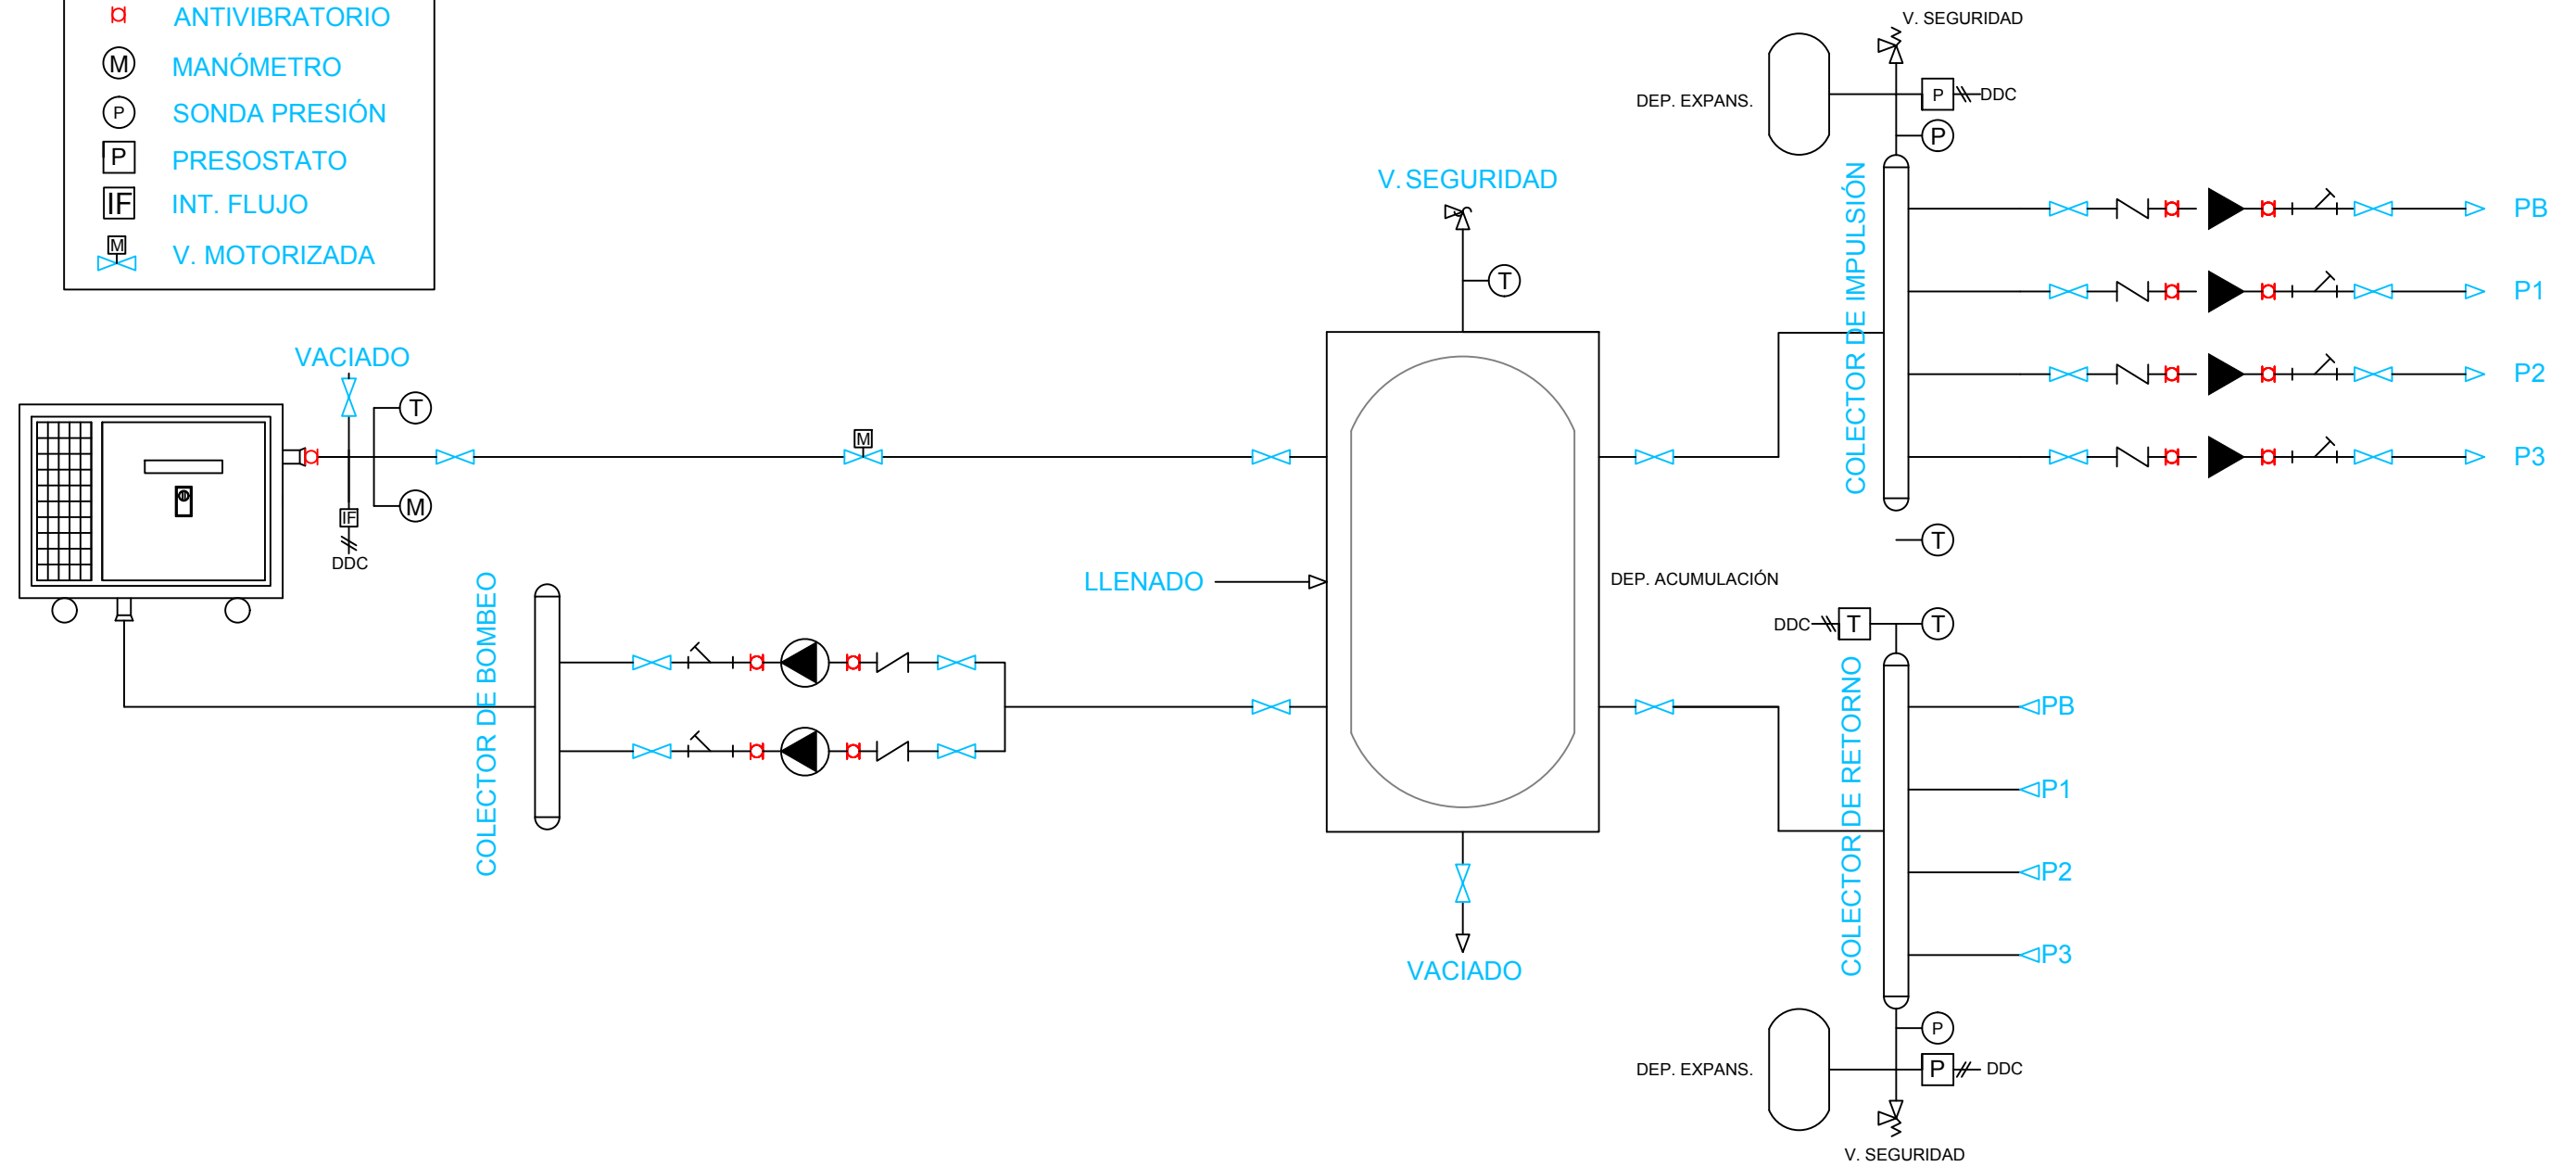 ANTIVIBRATORIO
M MANÓMETRO
P SONDA PRESIÓN
P PRESOSTATO
IF INT. FLUJO
M V. MOTORIZADA
V. SEGURIDAD
DEP. EXPANS.
P DDC
P
COLECTOR DE IMPULSIÓN
PB
P1
P2
P3
T
V. SEGURIDAD
T
VACIADO
T
M
M
IF
DDC
LLENADO
DEP. ACUMULACIÓN
COLECTOR DE BOMBEO
VACIADO
DDC T T
COLECTOR DE RETORNO
PB
P1
P2
P3
P
DEP. EXPANS.
P DDC
V. SEGURIDAD